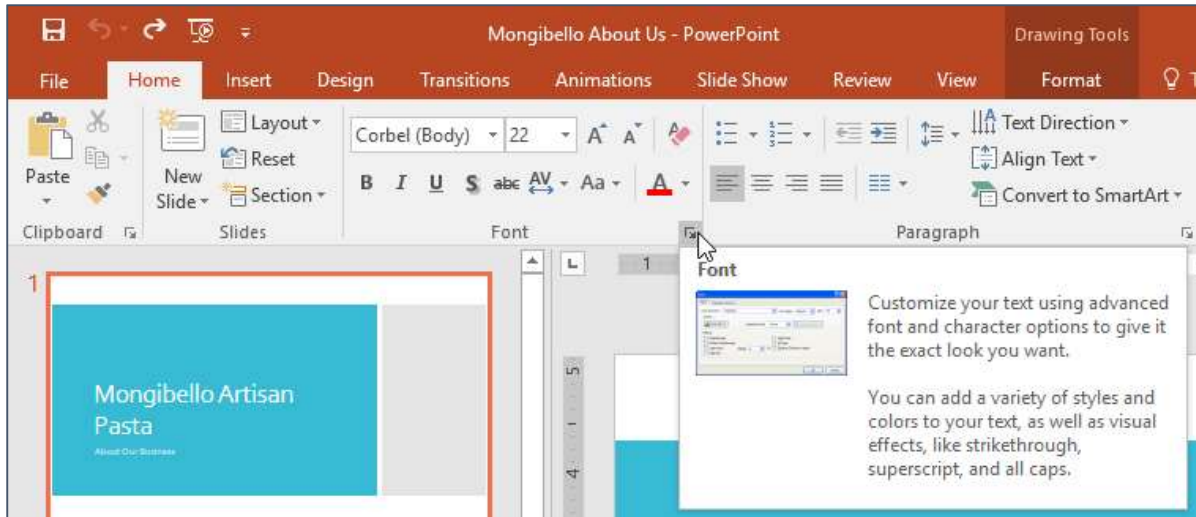 Mongibello About Us - PowerPoint
Drawing Tools
File Home Insert Design Transitions Animations Slide Show Review View Format
Paste
Clipboard
New
Slide
Layout
Reset
Section
Slides
Corbel (Body) 22 A A
B I U S abc AV Aa A
Font
Text Direction
Align Text
Convert to SmartArt
Paragraph
1
Mongibello Artisan
Pasta
About Our Business
L 1
5
4
Font
Customize your text using advanced
font and character options to give it
the exact look you want.
You can add a variety of styles and
colors to your text, as well as visual
effects, like strikethrough,
superscript, and all caps.